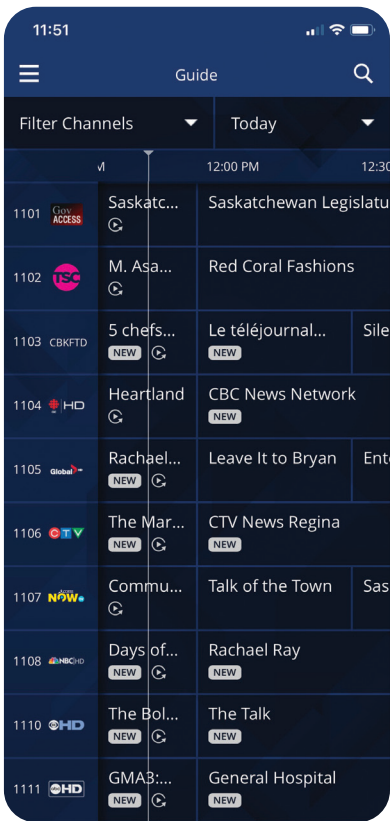 11:51
Guide
Filter Channels
Today
M
12:00 PM
12:30
1101
Gov ACCESS
Saskatc...
Saskatchewan Legislatu
1102
TSC
M. Asa...
Red Coral Fashions
1103
CBKFTD
5 chefs...
NEW
Le téléjournal...
NEW
Sile
1104
HD
Heartland
CBC News Network
NEW
1105
Global
Rachael...
NEW
Leave It to Bryan
Ente
1106
CTV
The Mar...
NEW
CTV News Regina
NEW
1107
NOW
Commu...
Talk of the Town
Sas
1108
NBC HD
Days of...
NEW
Rachael Ray
NEW
1110
HD
The Bol...
NEW
The Talk
NEW
1111
HD
GMA3:...
NEW
General Hospital
NEW